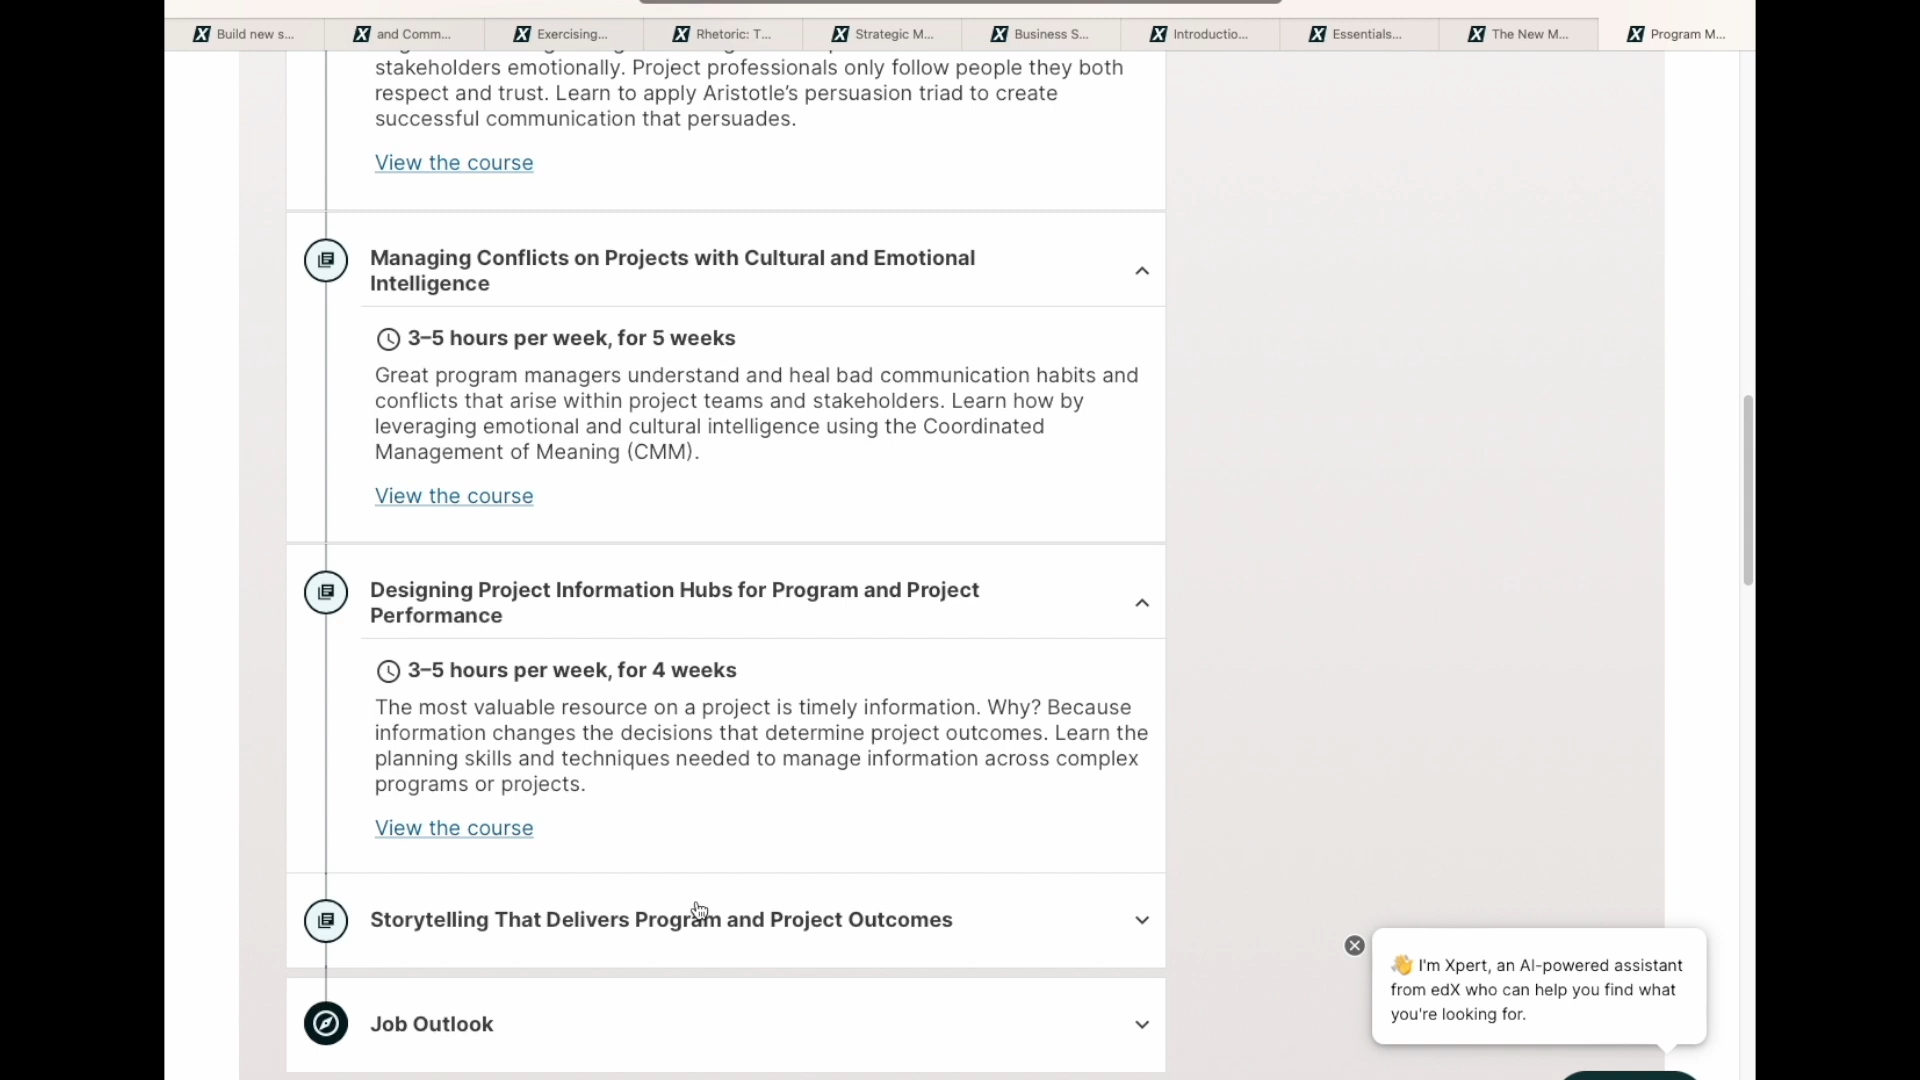 Build new s...
and Comm...
Exercising...
Rhetoric: T...
Strategic M...
Business S...
Introductio...
Essentials...
The New M...
Program M...
stakeholders emotionally. Project professionals only follow people they both
respect and trust. Learn to apply Aristotle’s persuasion triad to create
successful communication that persuades.
View the course
Managing Conflicts on Projects with Cultural and Emotional
Intelligence
3–5 hours per week, for 5 weeks
Great program managers understand and heal bad communication habits and
conflicts that arise within project teams and stakeholders. Learn how by
leveraging emotional and cultural intelligence using the Coordinated
Management of Meaning (CMM).
View the course
Designing Project Information Hubs for Program and Project
Performance
3–5 hours per week, for 4 weeks
The most valuable resource on a project is timely information. Why? Because
information changes the decisions that determine project outcomes. Learn the
planning skills and techniques needed to manage information across complex
programs or projects.
View the course
Storytelling That Delivers Program and Project Outcomes
Job Outlook
👋 I'm Xpert, an AI-powered assistant
from edX who can help you find what
you're looking for.